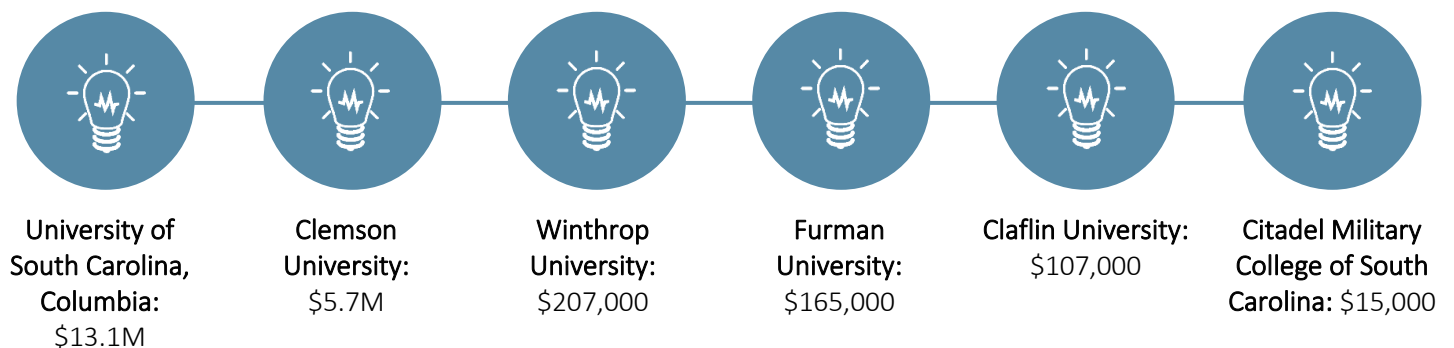 University of
South Carolina,
Columbia:
$13.1M
Clemson
University:
$5.7M
Winthrop
University:
$207,000
Furman
University:
$165,000
Claflin University:
$107,000
Citadel Military
College of South
Carolina: $15,000